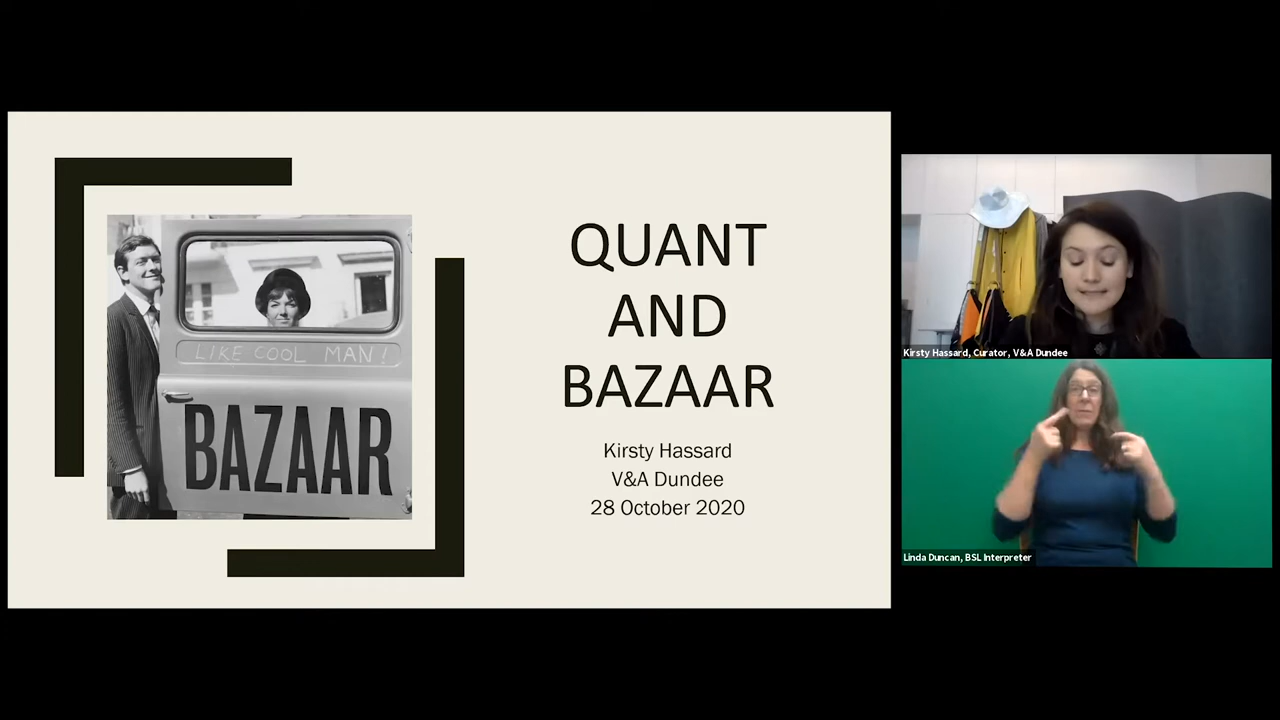 LIKE COOL MAN!
BAZAAR
QUANT
AND
BAZAAR
Kirsty Hassard
V&A Dundee
28 October 2020
Kirsty Hassard, Curator, V&A Dundee
Linda Duncan, BSL Interpreter